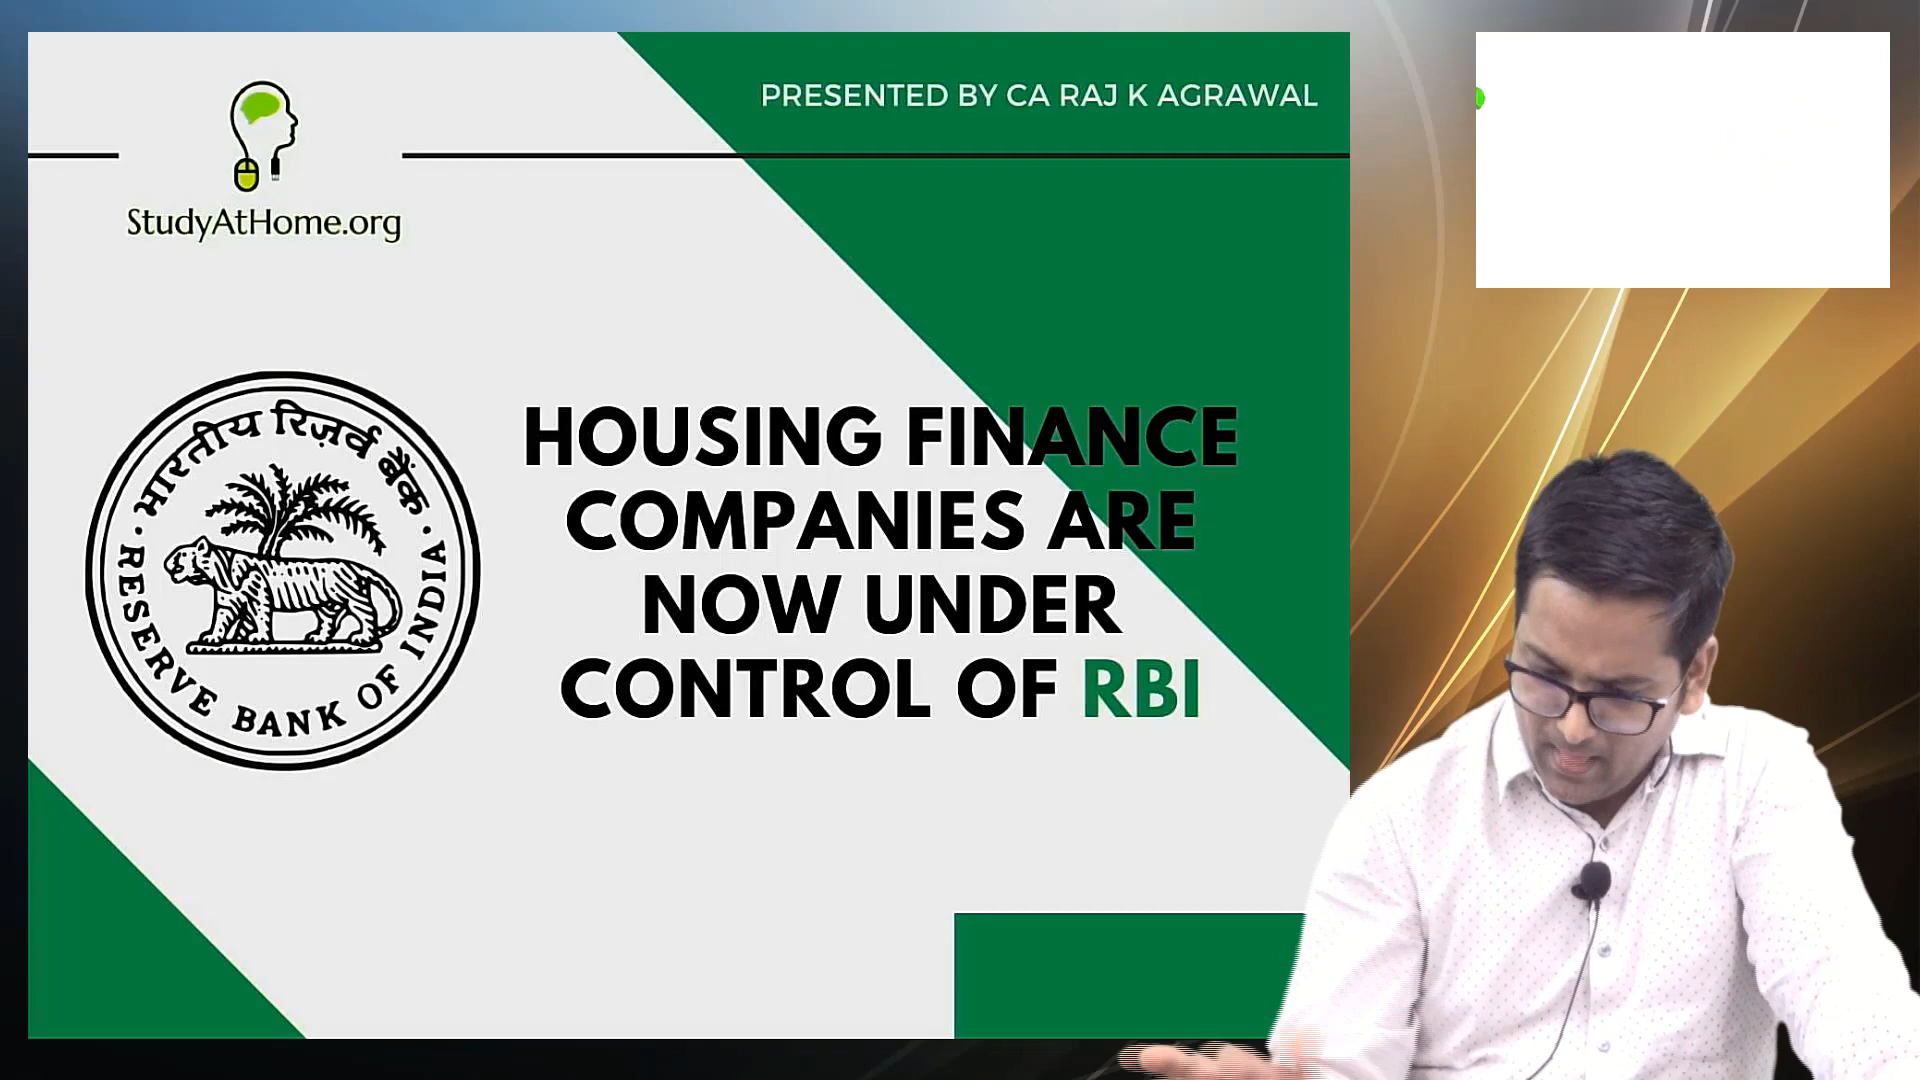 PRESENTED BY CA RAJ K AGRAWAL
StudyAtHome.org
भारतीय रिज़र्व बैंक
RESERVE BANK OF INDIA
HOUSING FINANCE
COMPANIES ARE
NOW UNDER
CONTROL OF RBI